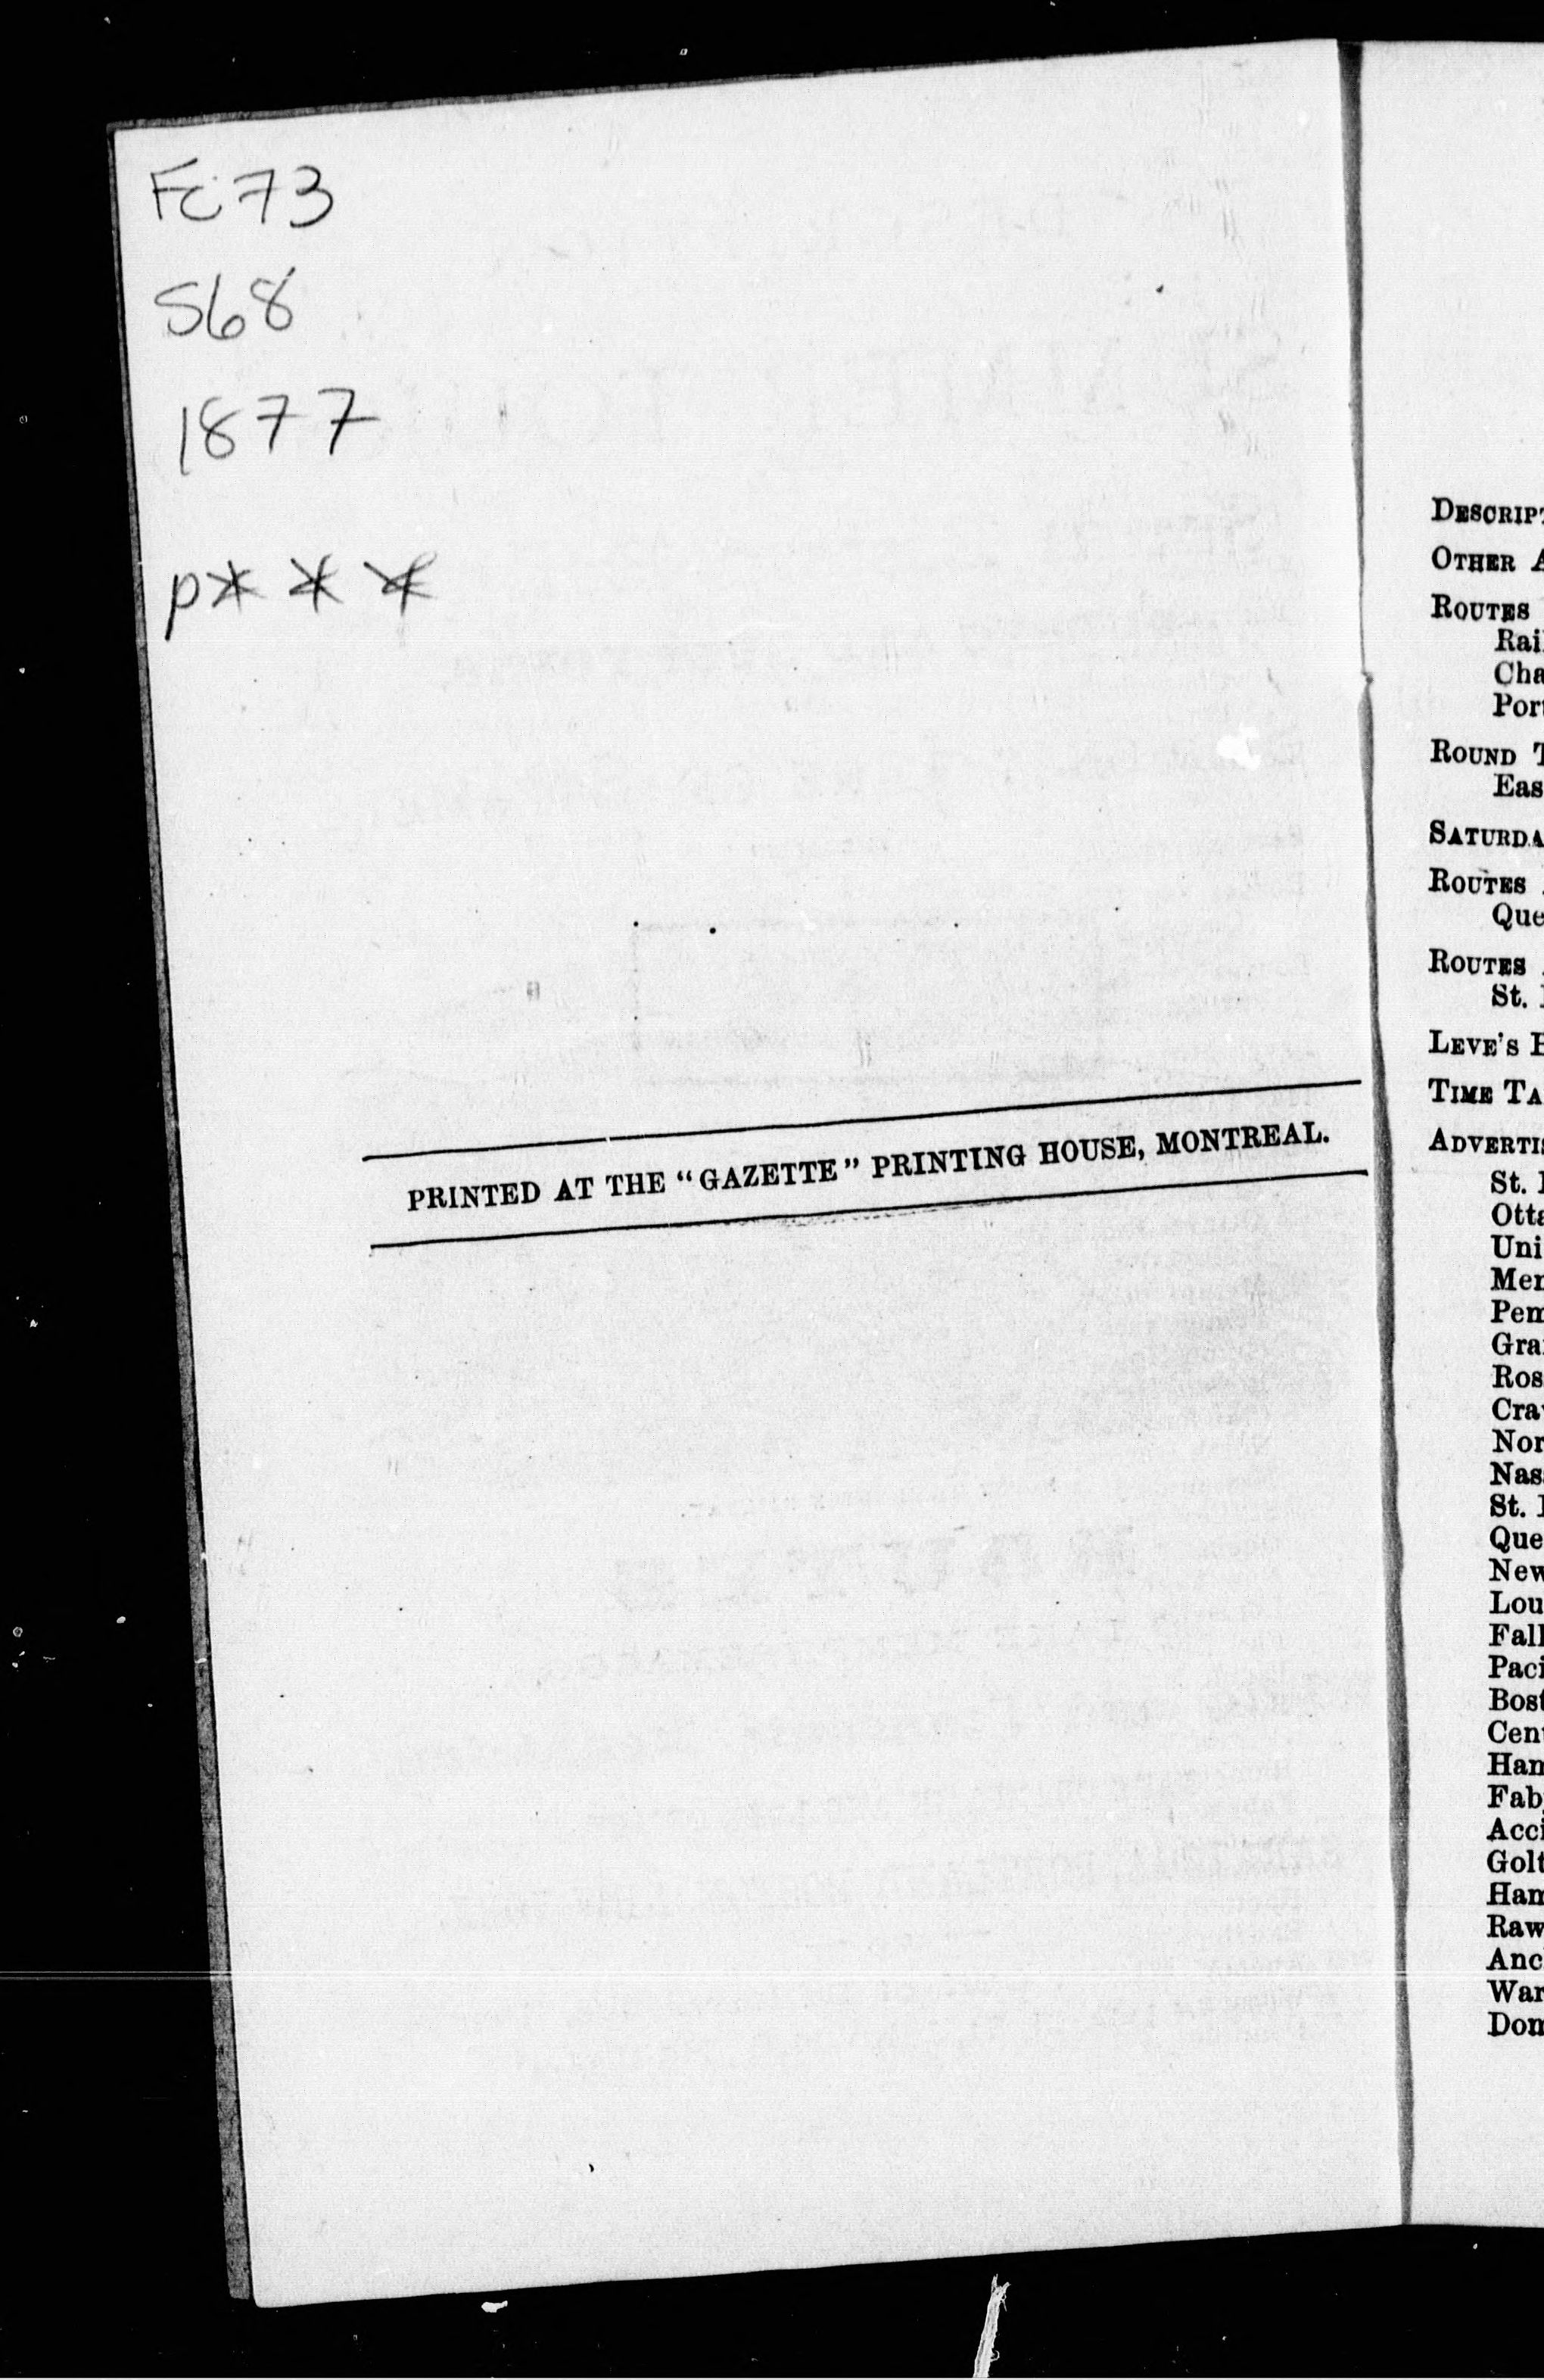 FC73
S68
1877
p***
PRINTED AT THE "GAZETTE" PRINTING HOUSE, MONTREAL.
DESCRIPT
OTHER A
ROUTES
Rai
Cha
Port
ROUND T
Eas
SATURDA
ROUTES
Que
ROUTES
St.
LEVE'S
TIME TA
ADVERTIS
St.
Otta
Uni
Mer
Pem
Gra
Ros
Cra
Nor
Nas
St.
Que
New
Lou
Fall
Paci
Bost
Cent
Ham
Fab
Acci
Golt
Ham
Raw
Anc
War
Dom